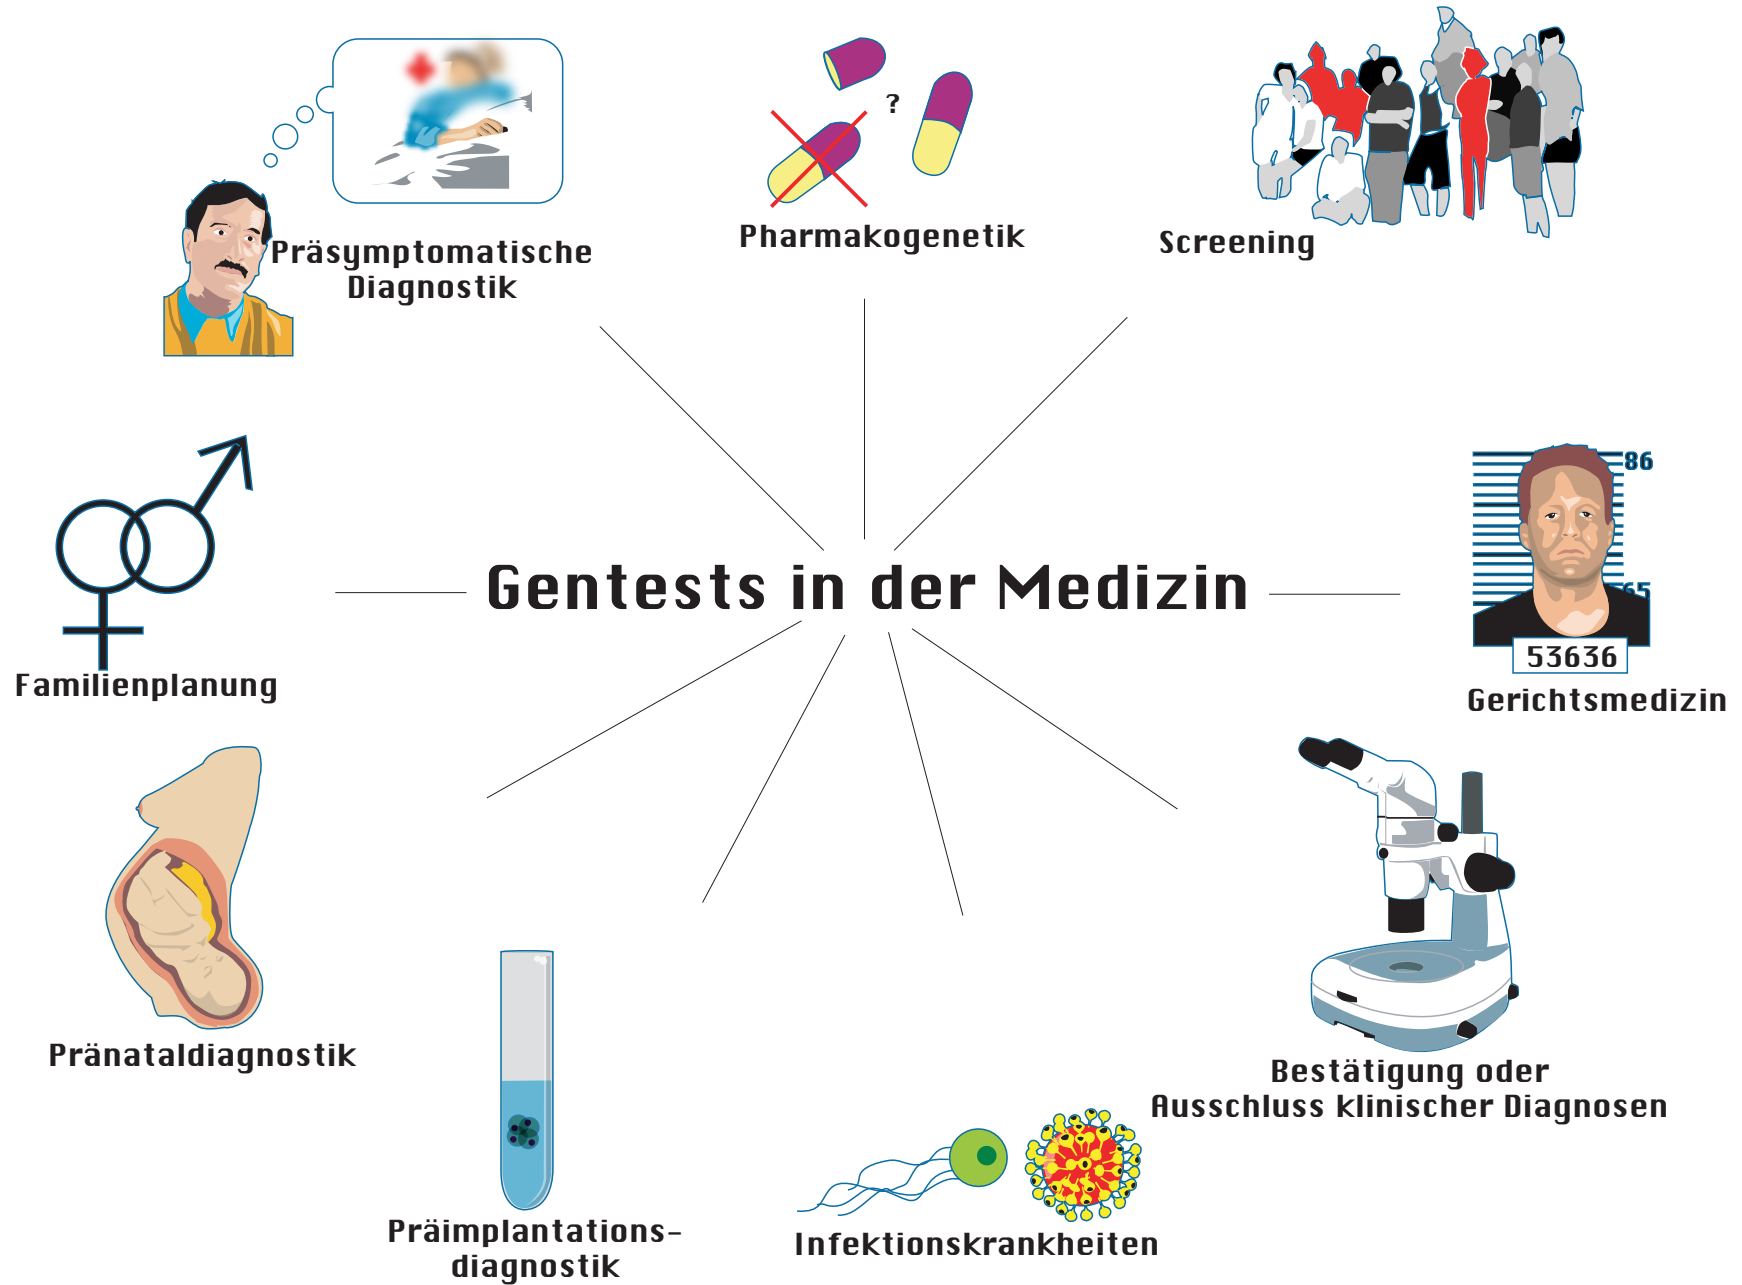 Präsymptomatische
Diagnostik
?
Pharmakogenetik
Screening
86
65
53636
Gerichtsmedizin
Gentests in der Medizin
Familienplanung
Pränataldiagnostik
Bestätigung oder
Ausschluss klinischer Diagnosen
Präimplantations-
diagnostik
Infektionskrankheiten